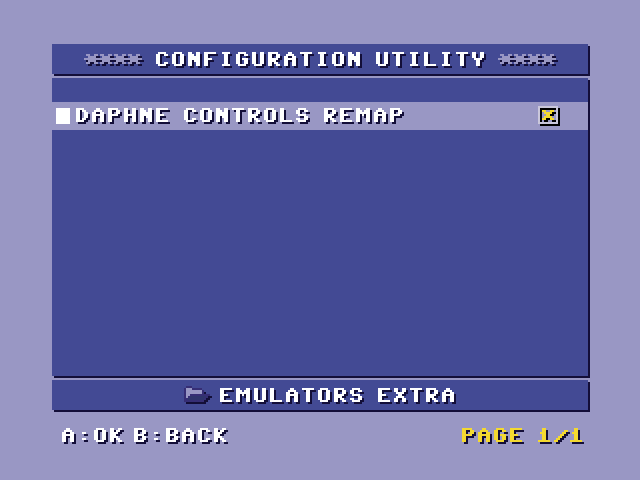 **** CONFIGURATION UTILITY ****
DAPHNE CONTROLS REMAP
EMULATORS EXTRA
A:OK B:BACK PAGE 1/1